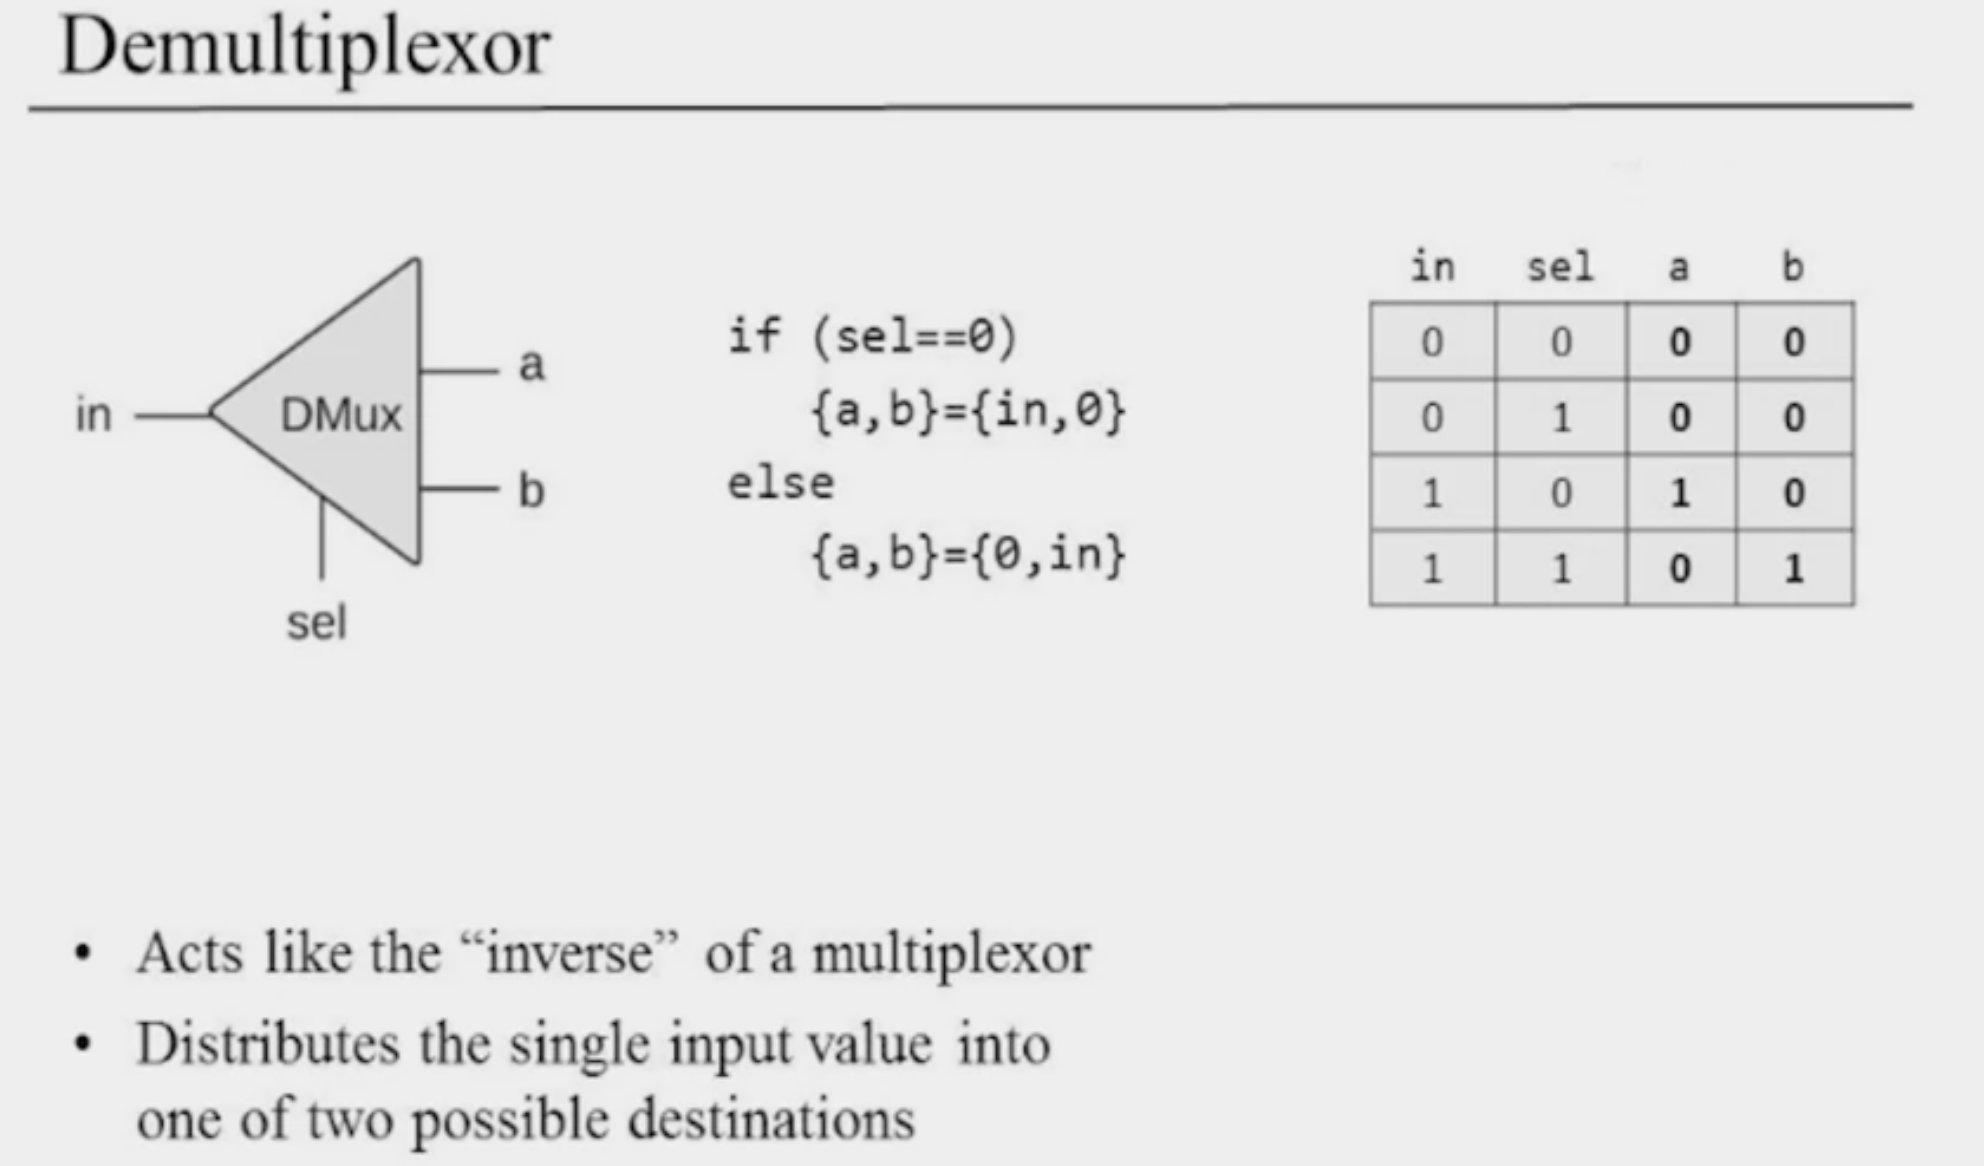 Demultiplexor
in
DMux
a
b
sel
if (sel==0)
{a,b}={in,0}
else
{a,b}={0,in}
in sel a b
0 0 0 0
0 1 0 0
1 0 1 0
1 1 0 1
• Acts like the “inverse” of a multiplexor
• Distributes the single input value into
one of two possible destinations